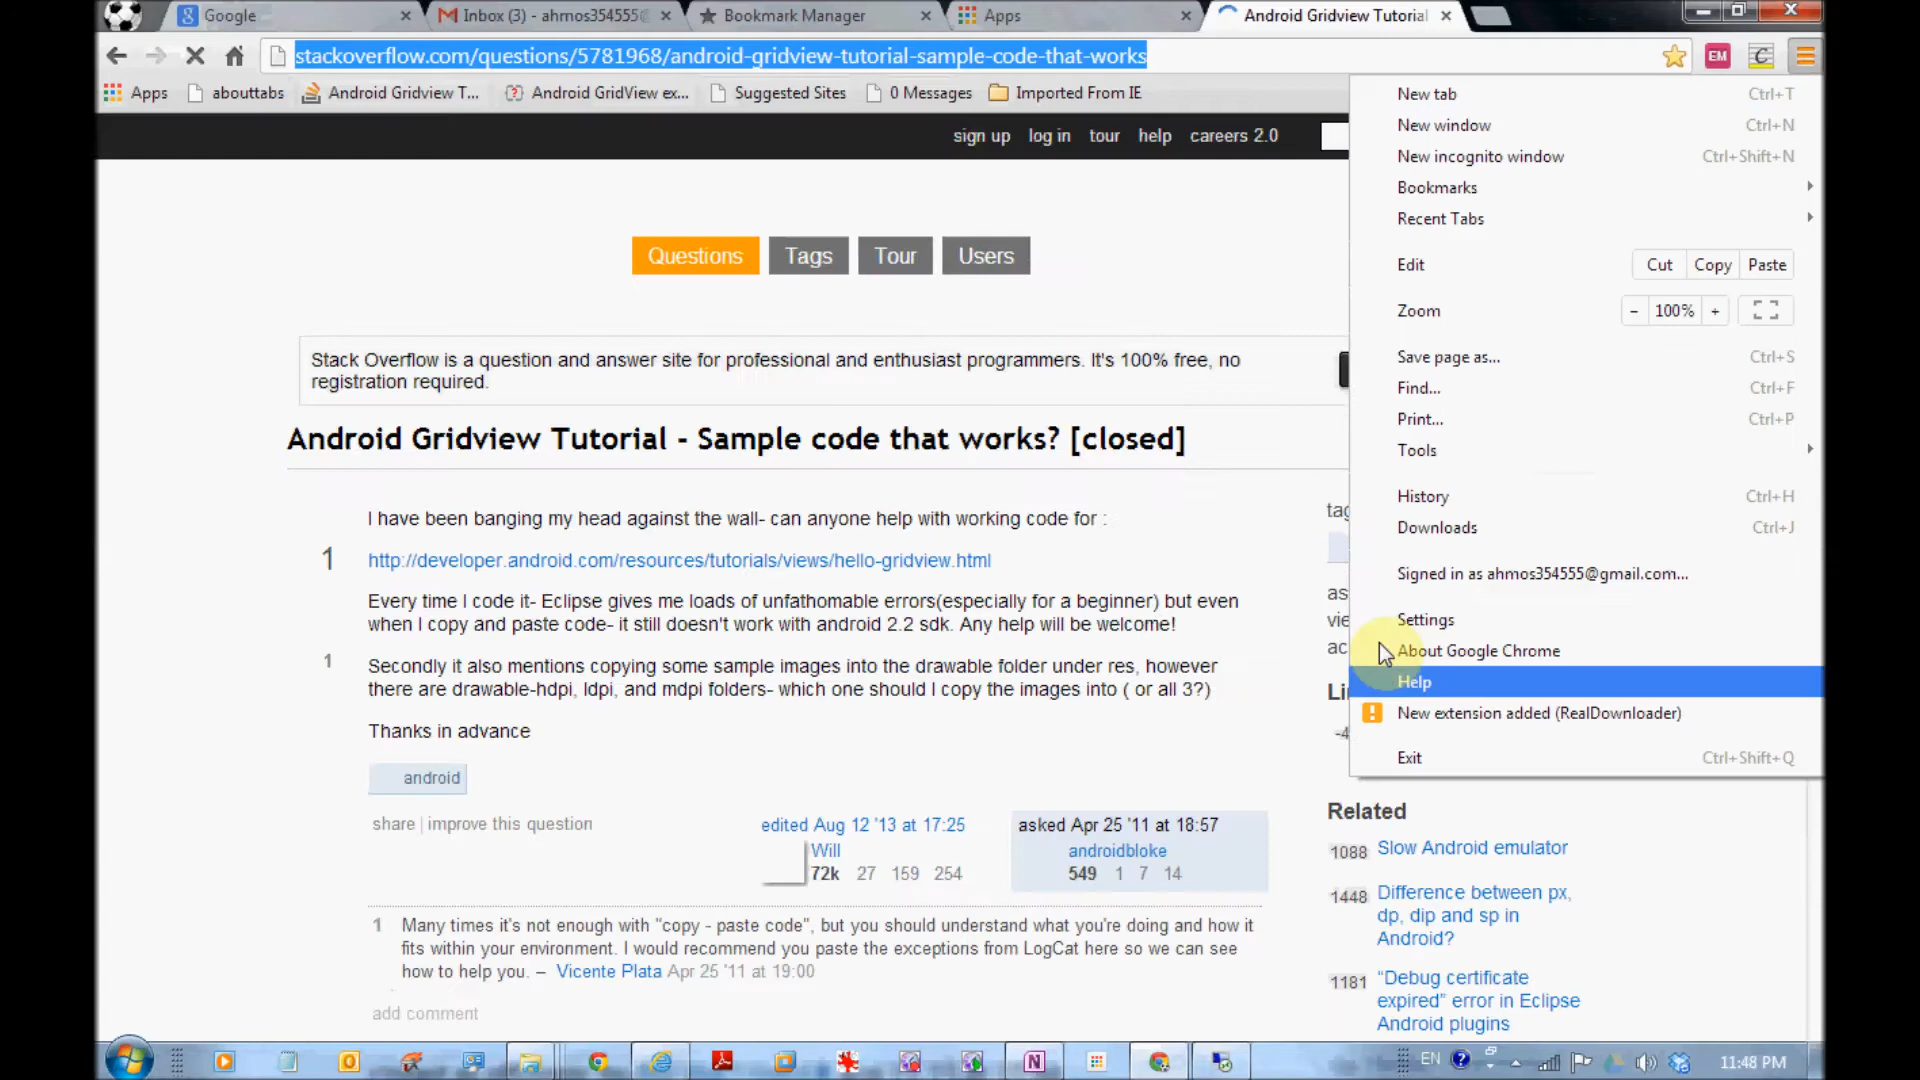 Google
Inbox (3) - ahmos354555@
Bookmark Manager
Apps
Android Gridview Tutorial
stackoverflow.com/questions/5781968/android-gridview-tutorial-sample-code-that-works
EM
C
Apps
abouttabs
Android Gridview T...
Android GridView ex...
Suggested Sites
0 Messages
Imported From IE
sign up log in tour help careers 2.0
Questions Tags Tour Users
Stack Overflow is a question and answer site for professional and enthusiast programmers. It's 100% free, no
registration required.
Android Gridview Tutorial - Sample code that works? [closed]
I have been banging my head against the wall- can anyone help with working code for :
1
http://developer.android.com/resources/tutorials/views/hello-gridview.html
Every time I code it- Eclipse gives me loads of unfathomable errors(especially for a beginner) but even
when I copy and paste code- it still doesn't work with android 2.2 sdk. Any help will be welcome!
1
Secondly it also mentions copying some sample images into the drawable folder under res, however
there are drawable-hdpi, ldpi, and mdpi folders- which one should I copy the images into ( or all 3?)
Thanks in advance
android
share | improve this question
edited Aug 12 '13 at 17:25
Will
72k 27 159 254
asked Apr 25 '11 at 18:57
androidbloke
549 1 7 14
1 Many times it's not enough with "copy - paste code", but you should understand what you're doing and how it
fits within your environment. I would recommend you paste the exceptions from LogCat here so we can see
how to help you. – Vicente Plata Apr 25 '11 at 19:00
add comment
New tab Ctrl+T
New window Ctrl+N
New incognito window Ctrl+Shift+N
Bookmarks
Recent Tabs
Edit Cut Copy Paste
Zoom - 100% +
Save page as... Ctrl+S
Find... Ctrl+F
Print... Ctrl+P
Tools
History Ctrl+H
Downloads Ctrl+J
Signed in as ahmos354555@gmail.com...
Settings
About Google Chrome
Help
New extension added (RealDownloader)
Exit Ctrl+Shift+Q
Related
1088 Slow Android emulator
1448 Difference between px,
dp, dip and sp in
Android?
1181 “Debug certificate
expired” error in Eclipse
Android plugins
EN
11:48 PM